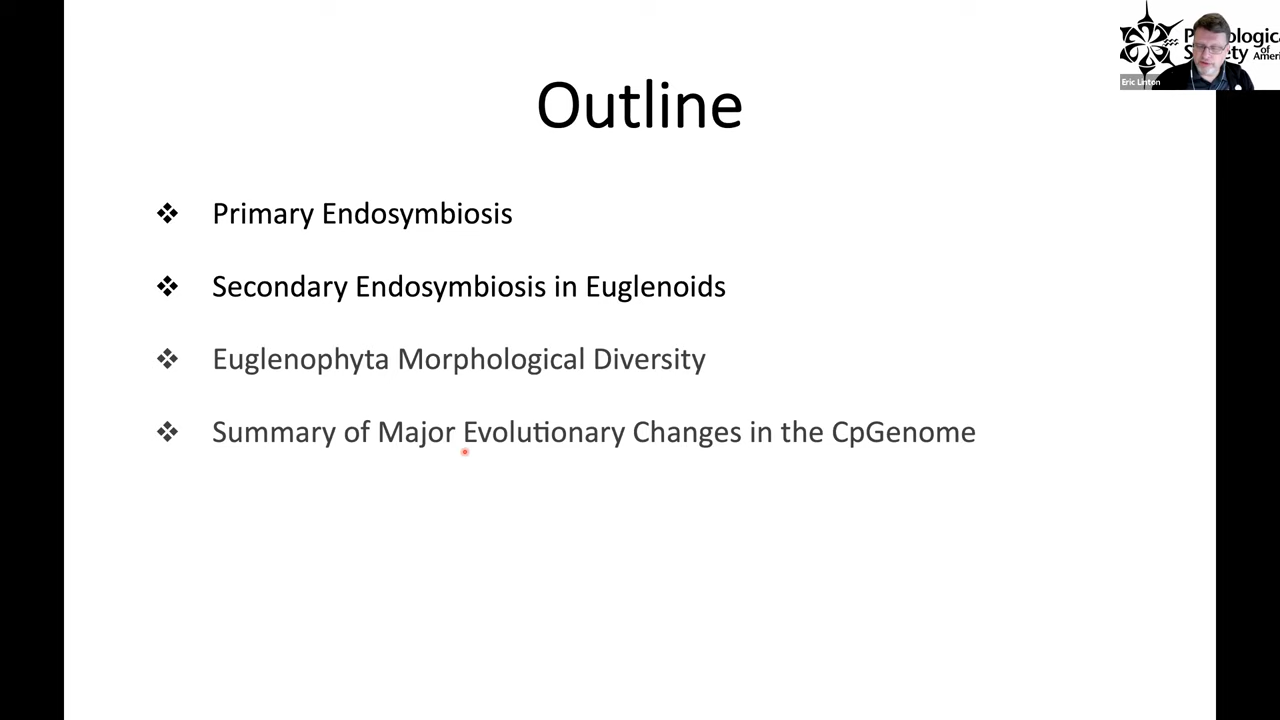 Eric Linton
Outline
❖ Primary Endosymbiosis
❖ Secondary Endosymbiosis in Euglenoids
❖ Euglenophyta Morphological Diversity
❖ Summary of Major Evolutionary Changes in the CpGenome